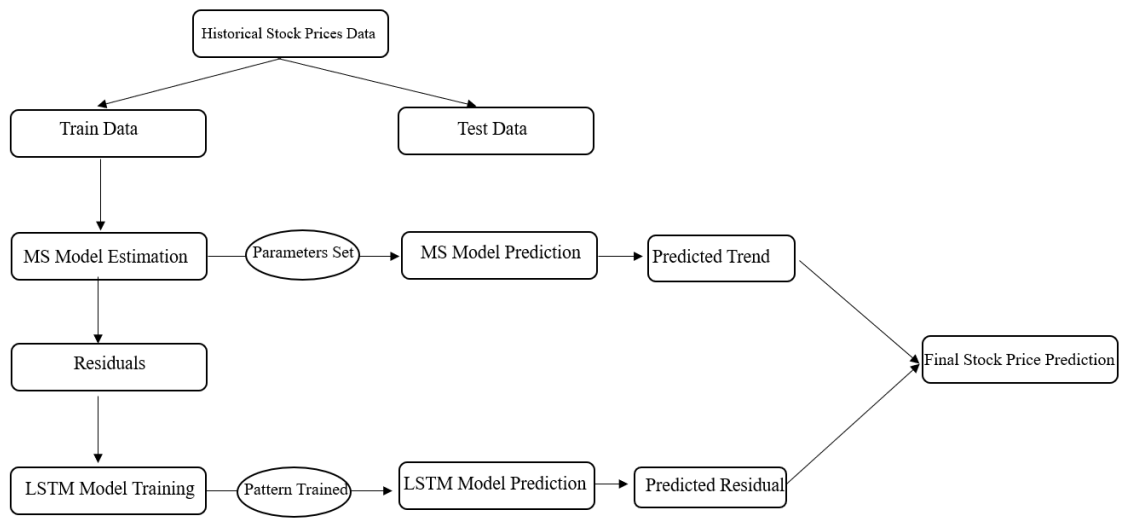 Historical Stock Prices Data
Train Data
Test Data
MS Model Estimation
Parameters Set
MS Model Prediction
Predicted Trend
Final Stock Price Prediction
Residuals
LSTM Model Training
Pattern Trained
LSTM Model Prediction
Predicted Residual